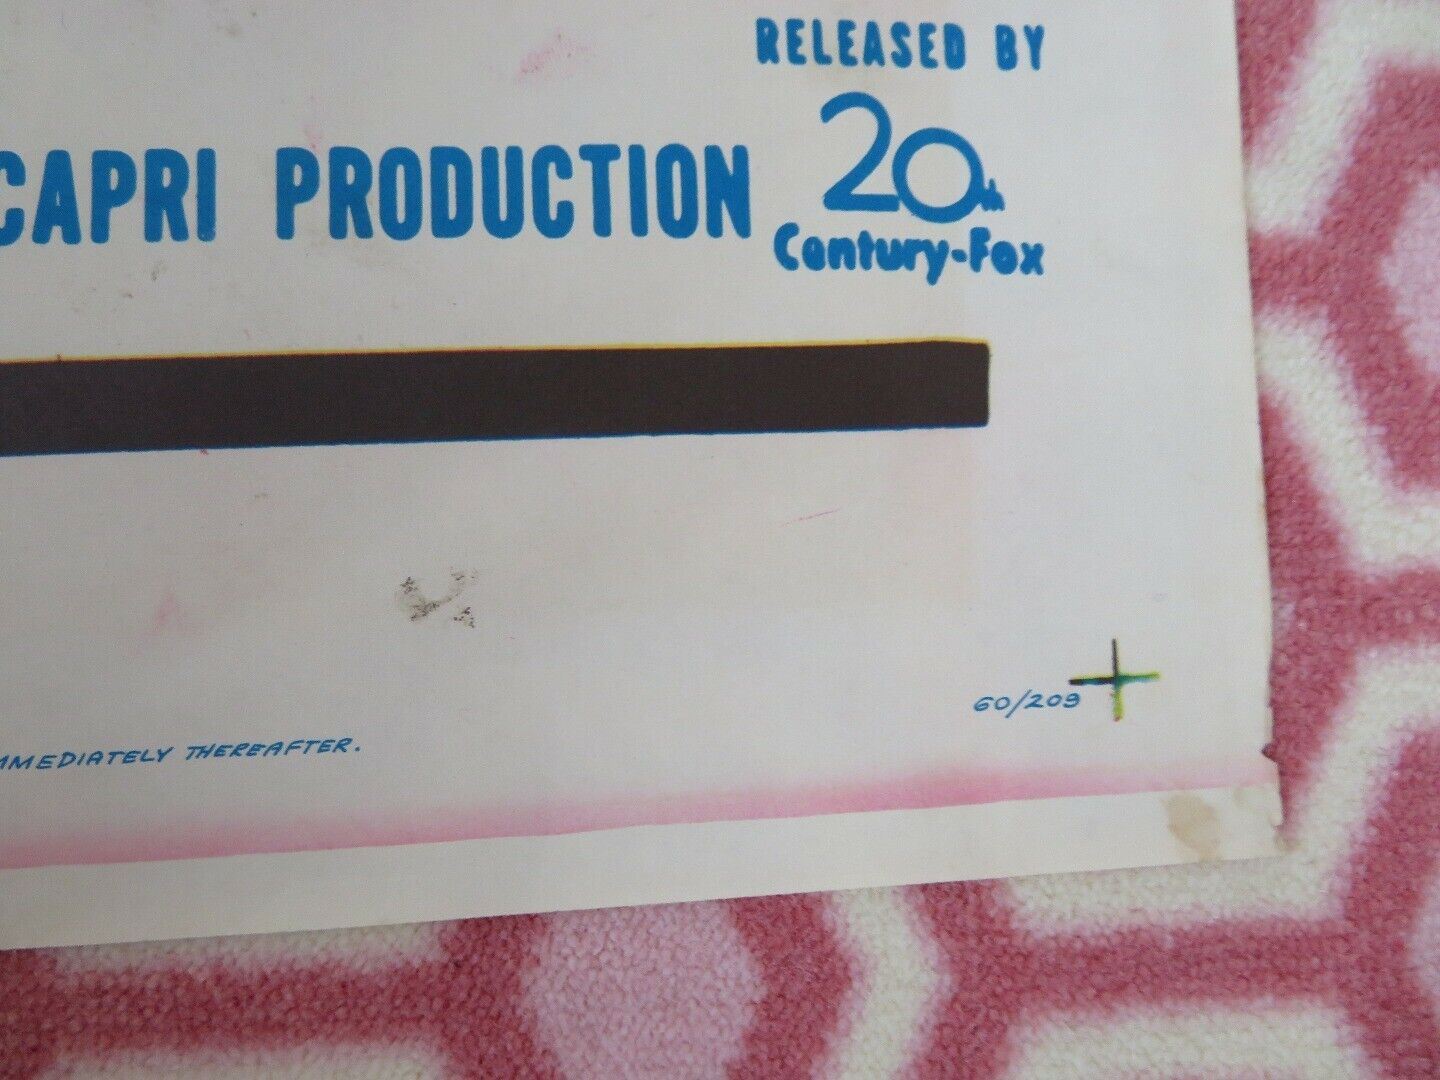 RELEASED BY
CAPRI PRODUCTION
20th
Century-Fox
60/209
IMMEDIATELY THEREAFTER.